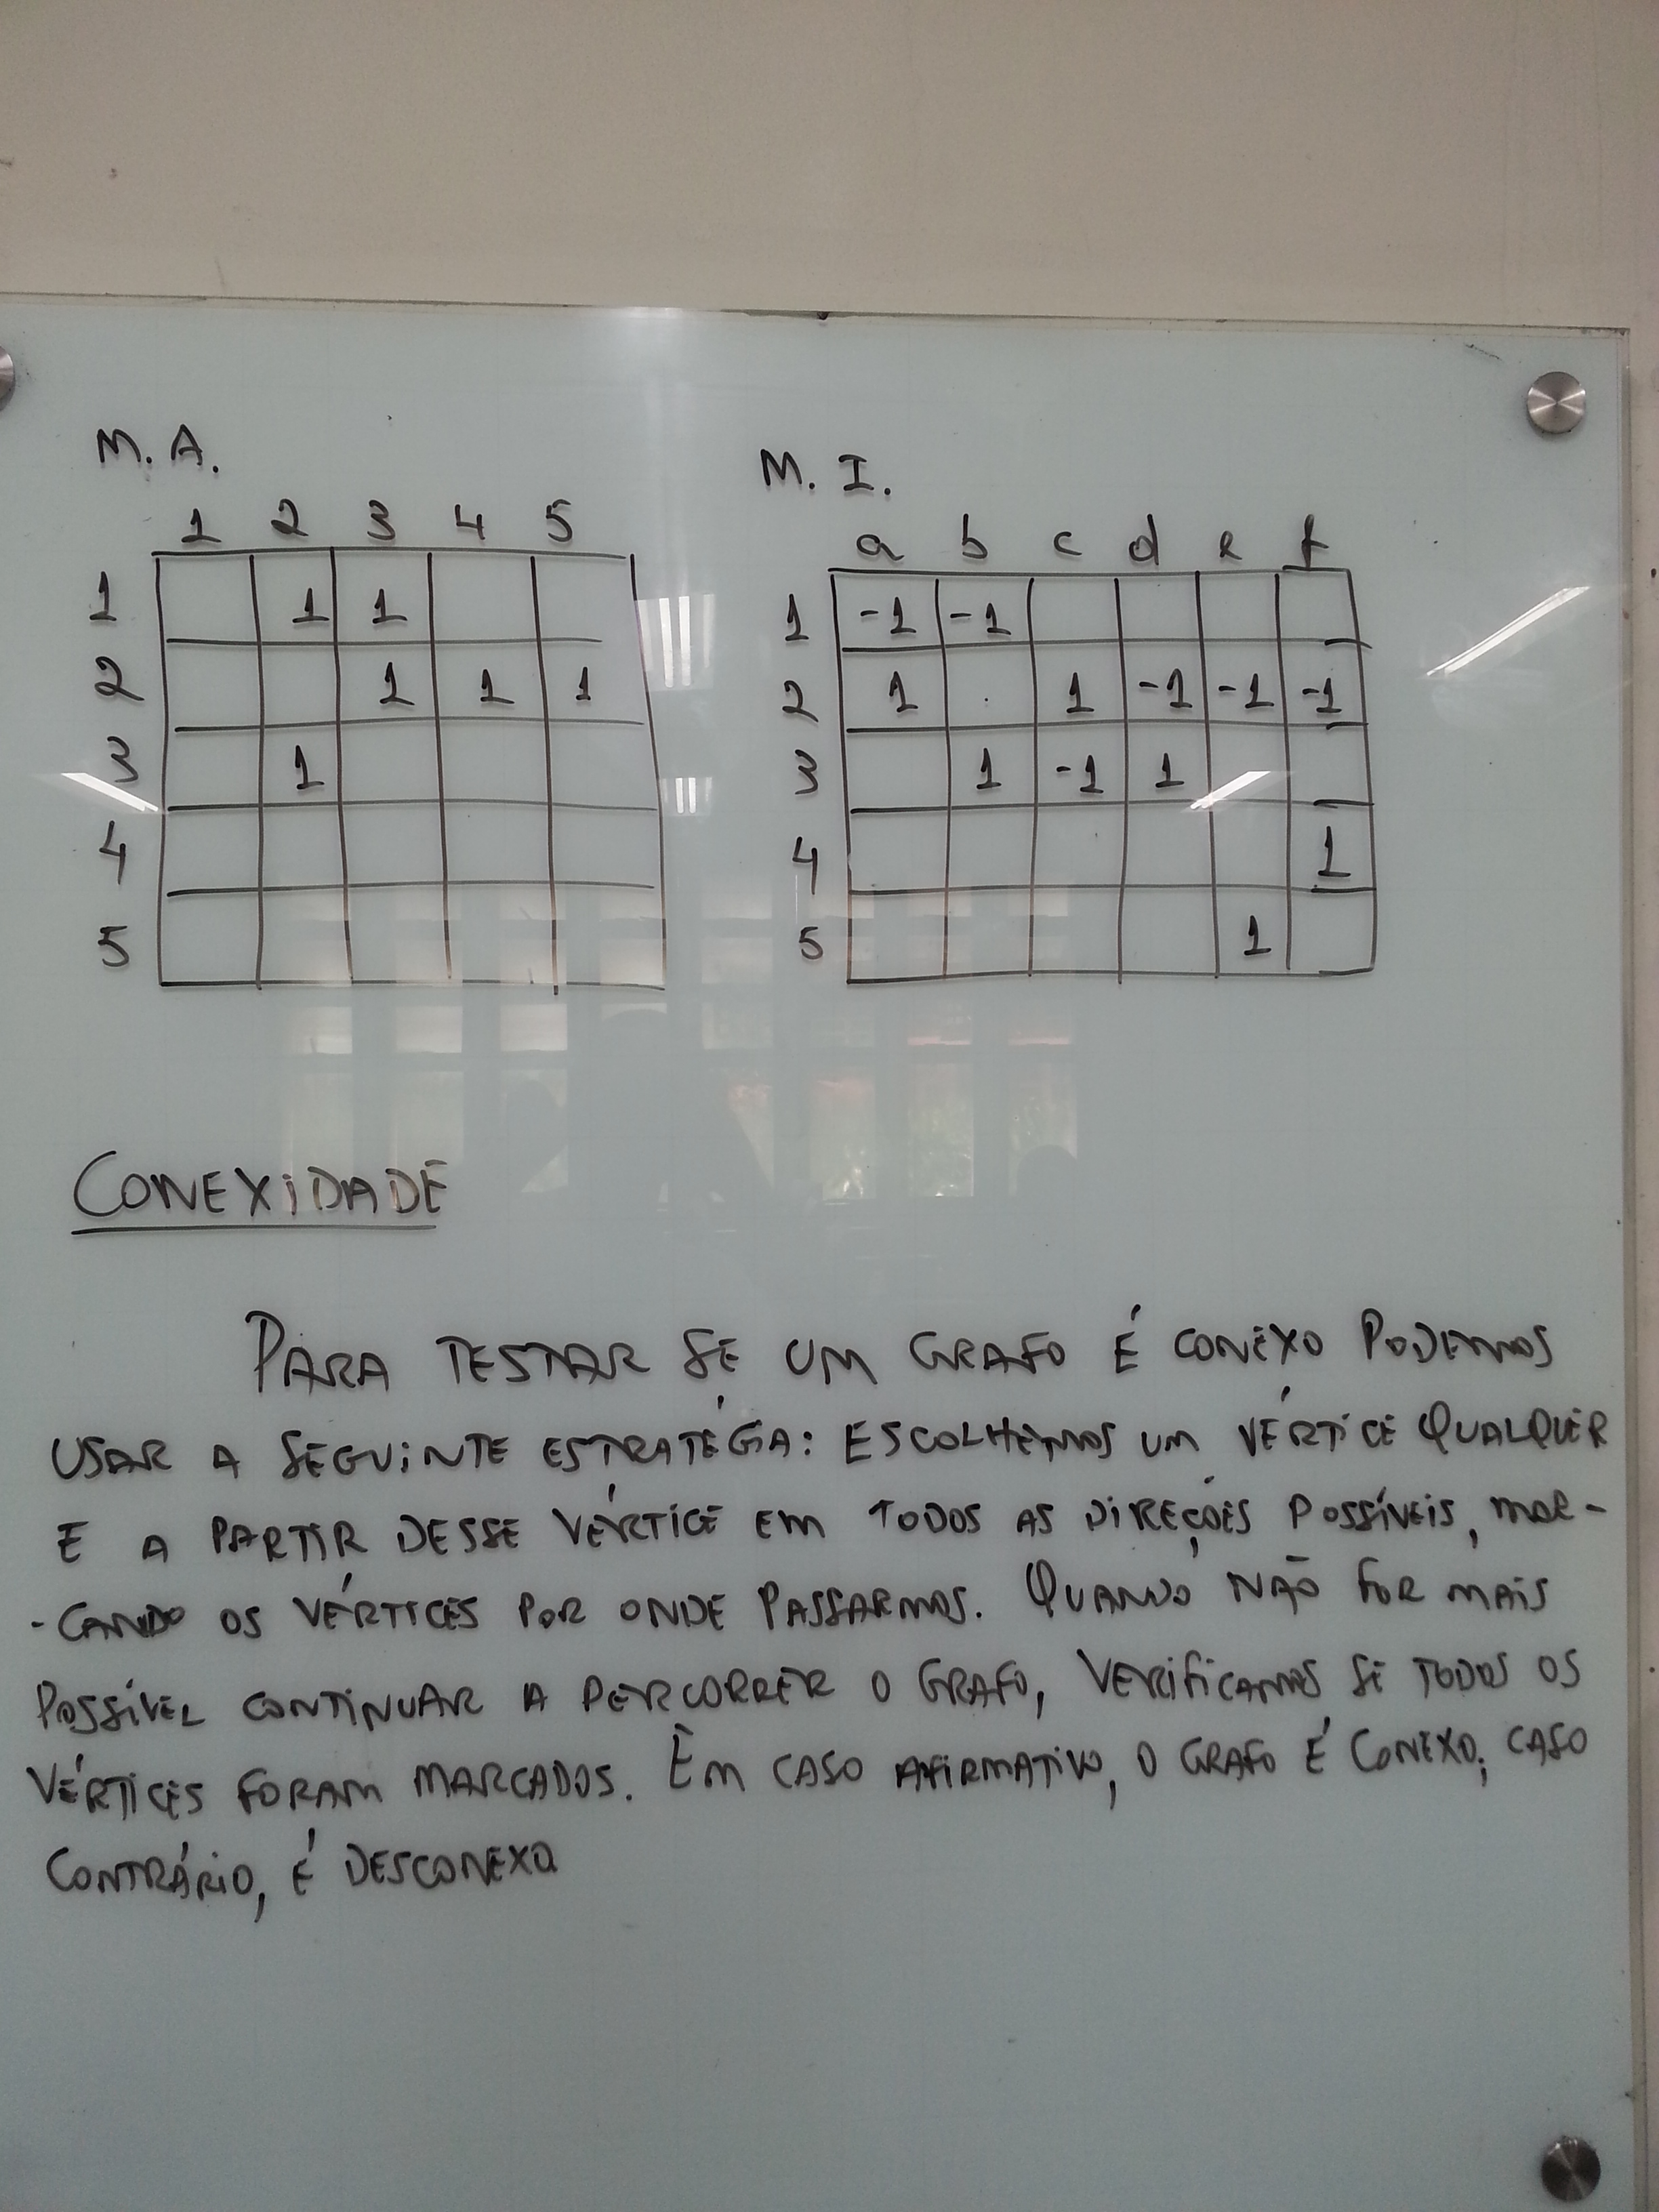 M. A.
1 2 3 4 5
1 1 1
2 1 1 1
3 1
4
5
M. I.
a b c d e f
1 -1 -1
2 1 1 -1 -1 -1
3 1 -1 1
4 1
5 1
CONEXIDADE
PARA TESTAR SE UM GRAFO É CONEXO PODEMOS
USAR A SEGUINTE ESTRATÉGIA: ESCOLHEMOS UM VÉRTICE QUALQUER
E A PARTIR DESSE VÉRTICE EM TODOS AS DIREÇÕES POSSÍVEIS, MAR-
-CANDO OS VÉRTICES POR ONDE PASSARMOS. QUANDO NÃO FOR MAIS
POSSÍVEL CONTINUAR A PERCORRER O GRAFO, VERIFICAMOS SE TODOS OS
VÉRTICES FORAM MARCADOS. EM CASO AFIRMATIVO, O GRAFO É CONEXO; CASO
CONTRÁRIO, É DESCONEXO